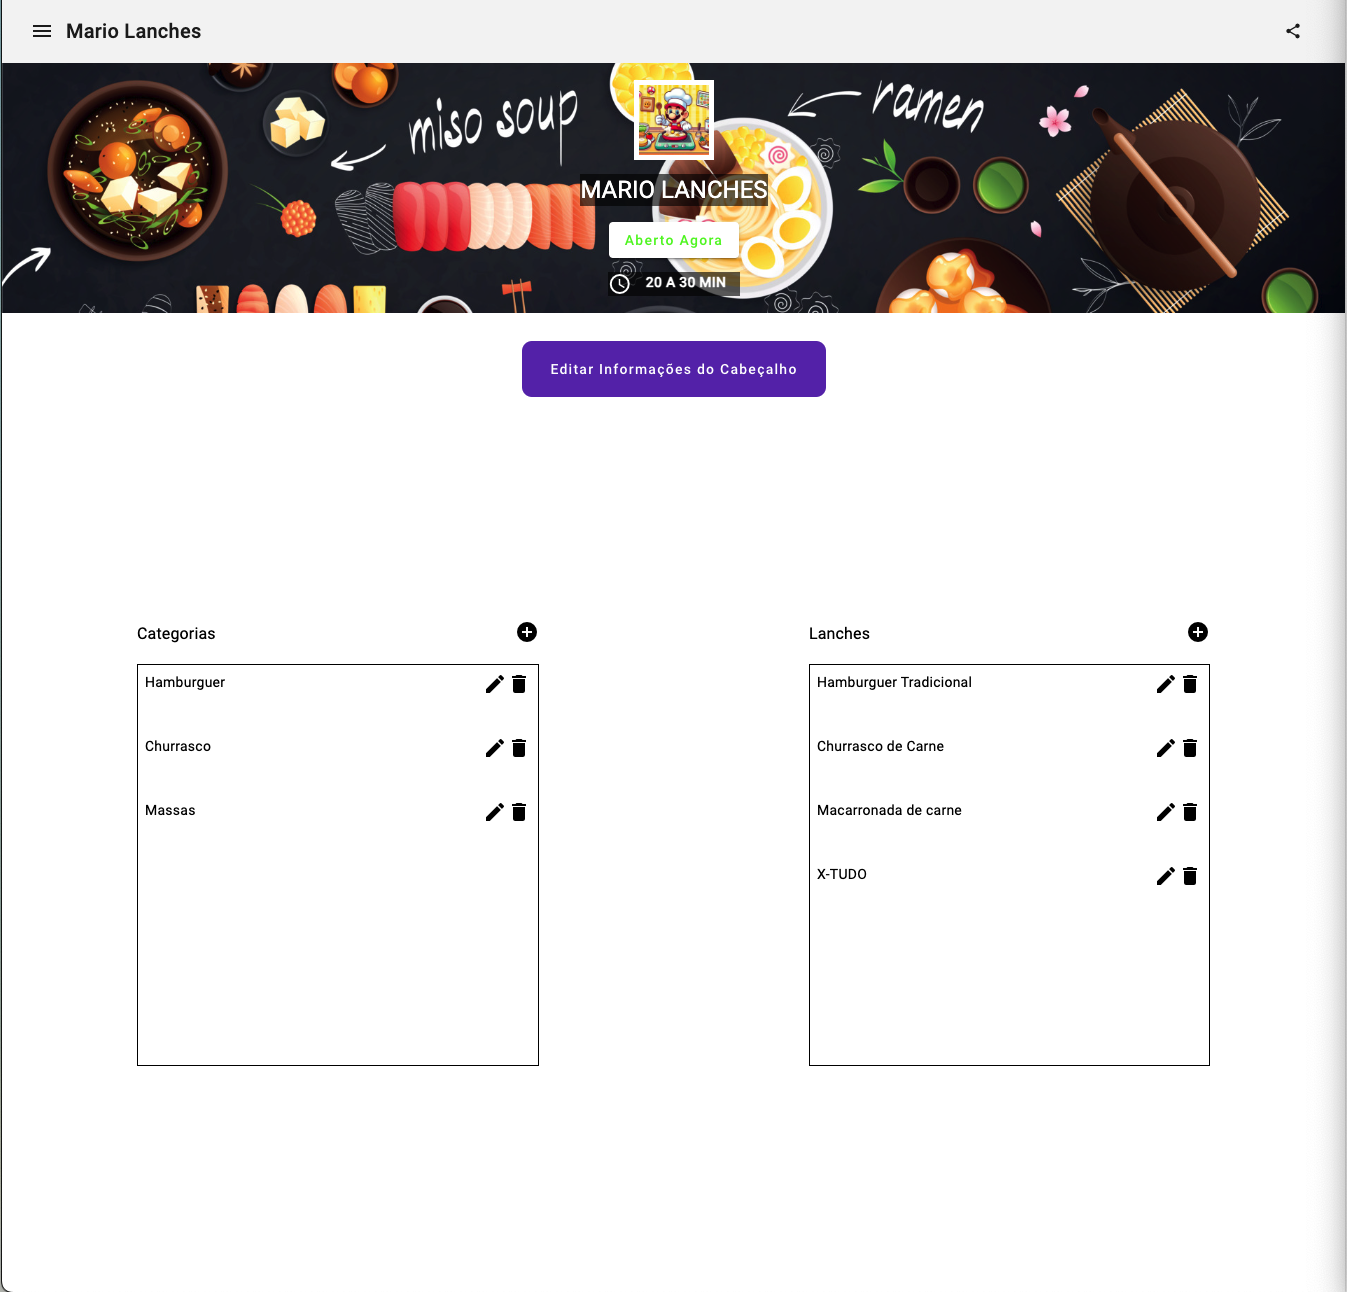 Mario Lanches
miso soup
ramen
MARIO LANCHES
Aberto Agora
20 A 30 MIN
Editar Informações do Cabeçalho
Categorias
Hamburguer
Churrasco
Massas
Lanches
Hamburguer Tradicional
Churrasco de Carne
Macarronada de carne
X-TUDO